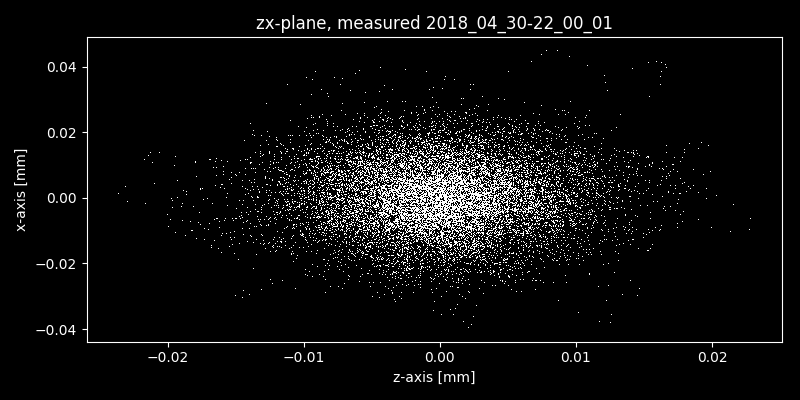 zx-plane, measured 2018_04_30-22_00_01
0.04
0.02
0.00
−0.02
−0.04
x-axis [mm]
−0.02 −0.01 0.00 0.01 0.02
z-axis [mm]